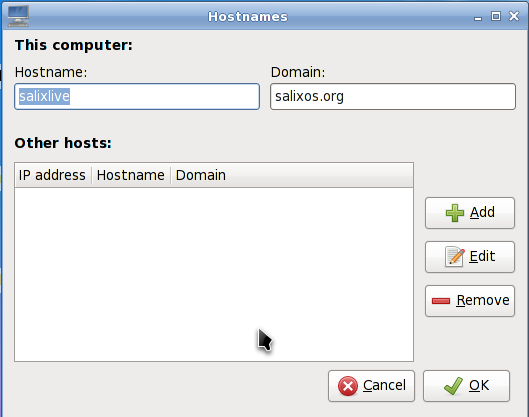 Hostnames
This computer:
Hostname: Domain:
salixlive salixos.org
Other hosts:
IP address Hostname Domain
Add
Edit
Remove
Cancel OK